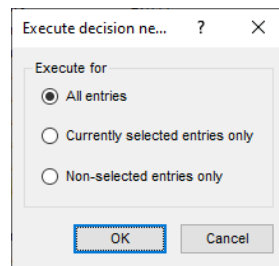 Execute decision ne... ?
Execute for
All entries
Currently selected entries only
Non-selected entries only
OK Cancel